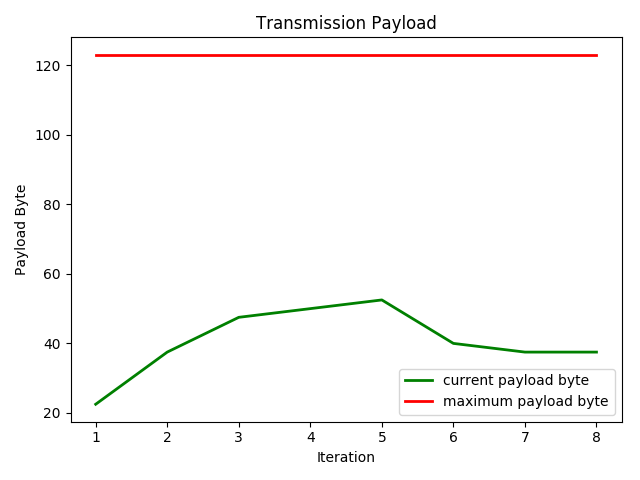 Transmission Payload
Payload Byte
120
100
80
60
40
20
1 2 3 4 5 6 7 8
Iteration
current payload byte
maximum payload byte